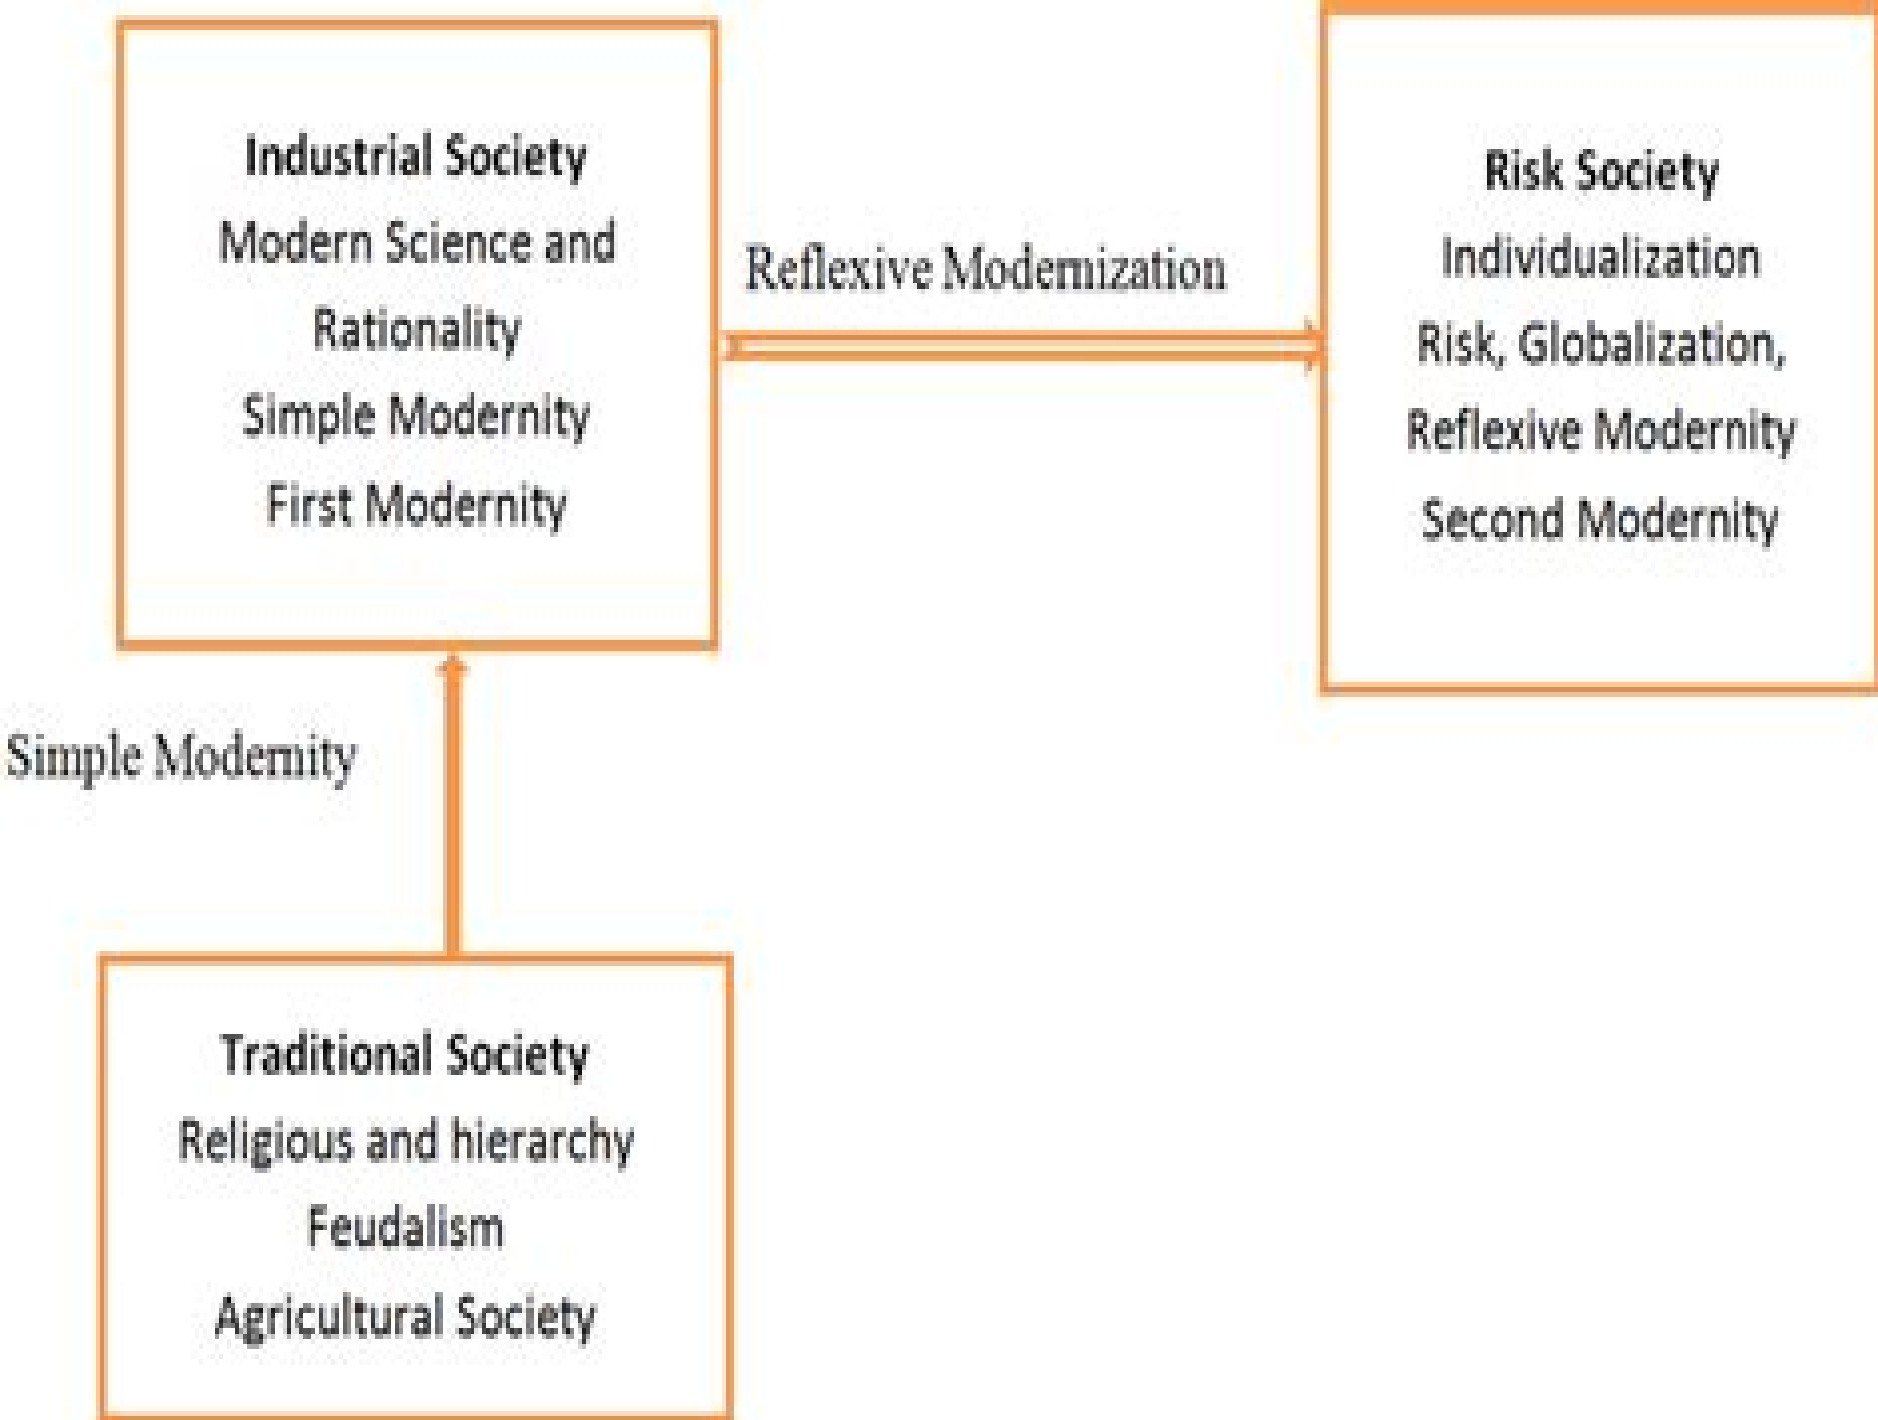 Industrial Society
Modern Science and
Rationality
Simple Modernity
First Modernity
Reflexive Modernization
Risk Society
Individualization
Risk, Globalization,
Reflexive Modernity
Second Modernity
Simple Modernity
Traditional Society
Religious and hierarchy
Feudalism
Agricultural Society